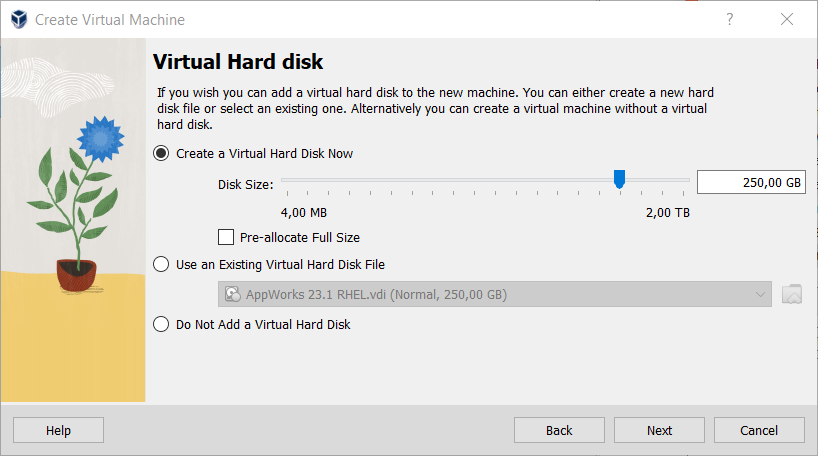 Create Virtual Machine
Virtual Hard disk
If you wish you can add a virtual hard disk to the new machine. You can either create a new hard
disk file or select an existing one. Alternatively you can create a virtual machine without a virtual
hard disk.
Create a Virtual Hard Disk Now
Disk Size:
250,00 GB
4,00 MB
2,00 TB
Pre-allocate Full Size
Use an Existing Virtual Hard Disk File
AppWorks 23.1 RHEL.vdi (Normal, 250,00 GB)
Do Not Add a Virtual Hard Disk
Help
Back
Next
Cancel